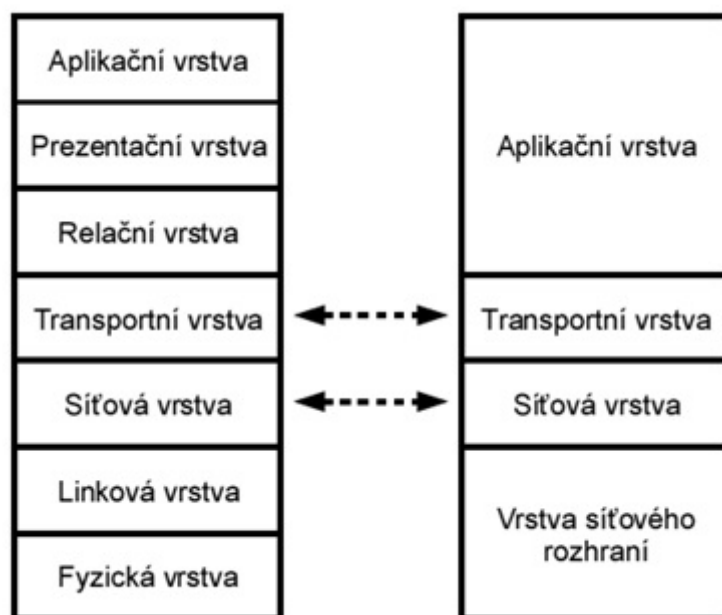 Aplikační vrstva
Prezentační vrstva
Relační vrstva
Transportní vrstva
Síťová vrstva
Linková vrstva
Fyzická vrstva
Aplikační vrstva
Transportní vrstva
Síťová vrstva
Vrstva síťového
rozhraní